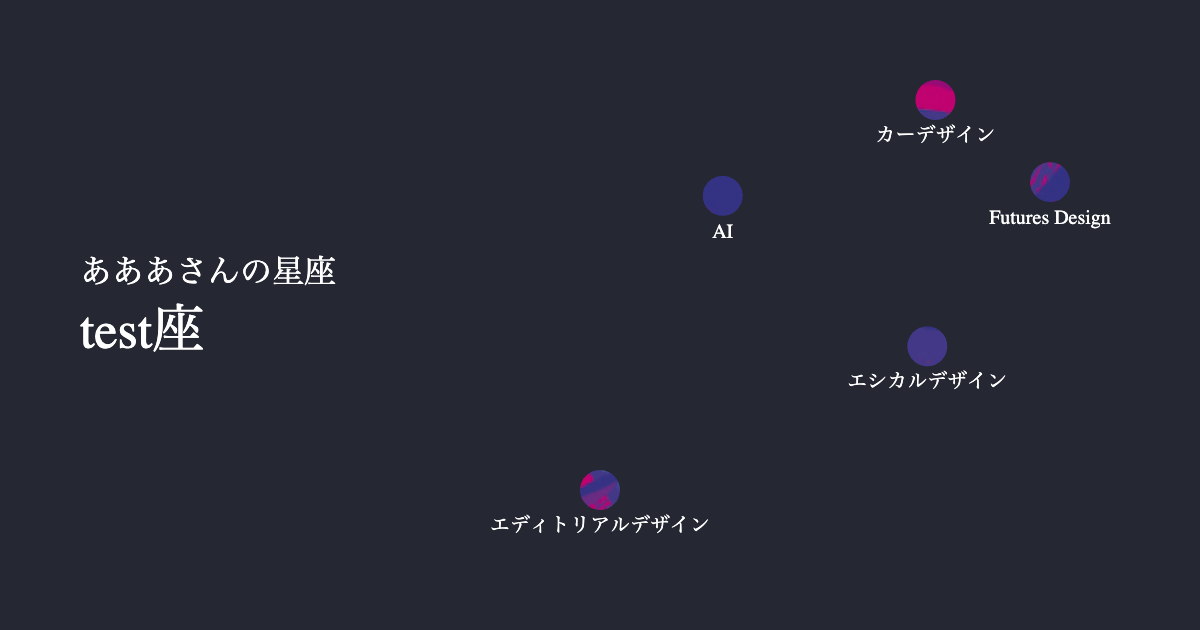 カーデザイン
Futures Design
AI
あああさんの星座
test座
エシカルデザイン
エディトリアルデザイン